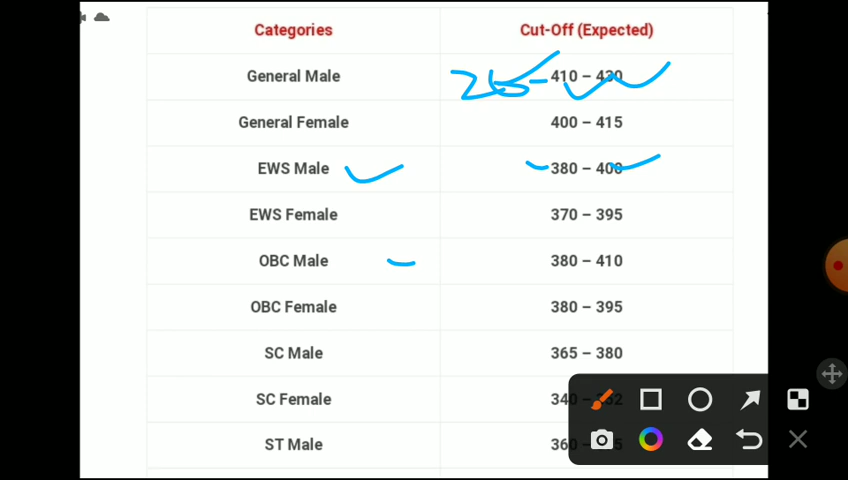 Categories Cut-Off (Expected)
General Male 410 – 430
General Female 400 – 415
EWS Male 380 – 400
EWS Female 370 – 395
OBC Male 380 – 410
OBC Female 380 – 395
SC Male 365 – 380
SC Female
ST Male